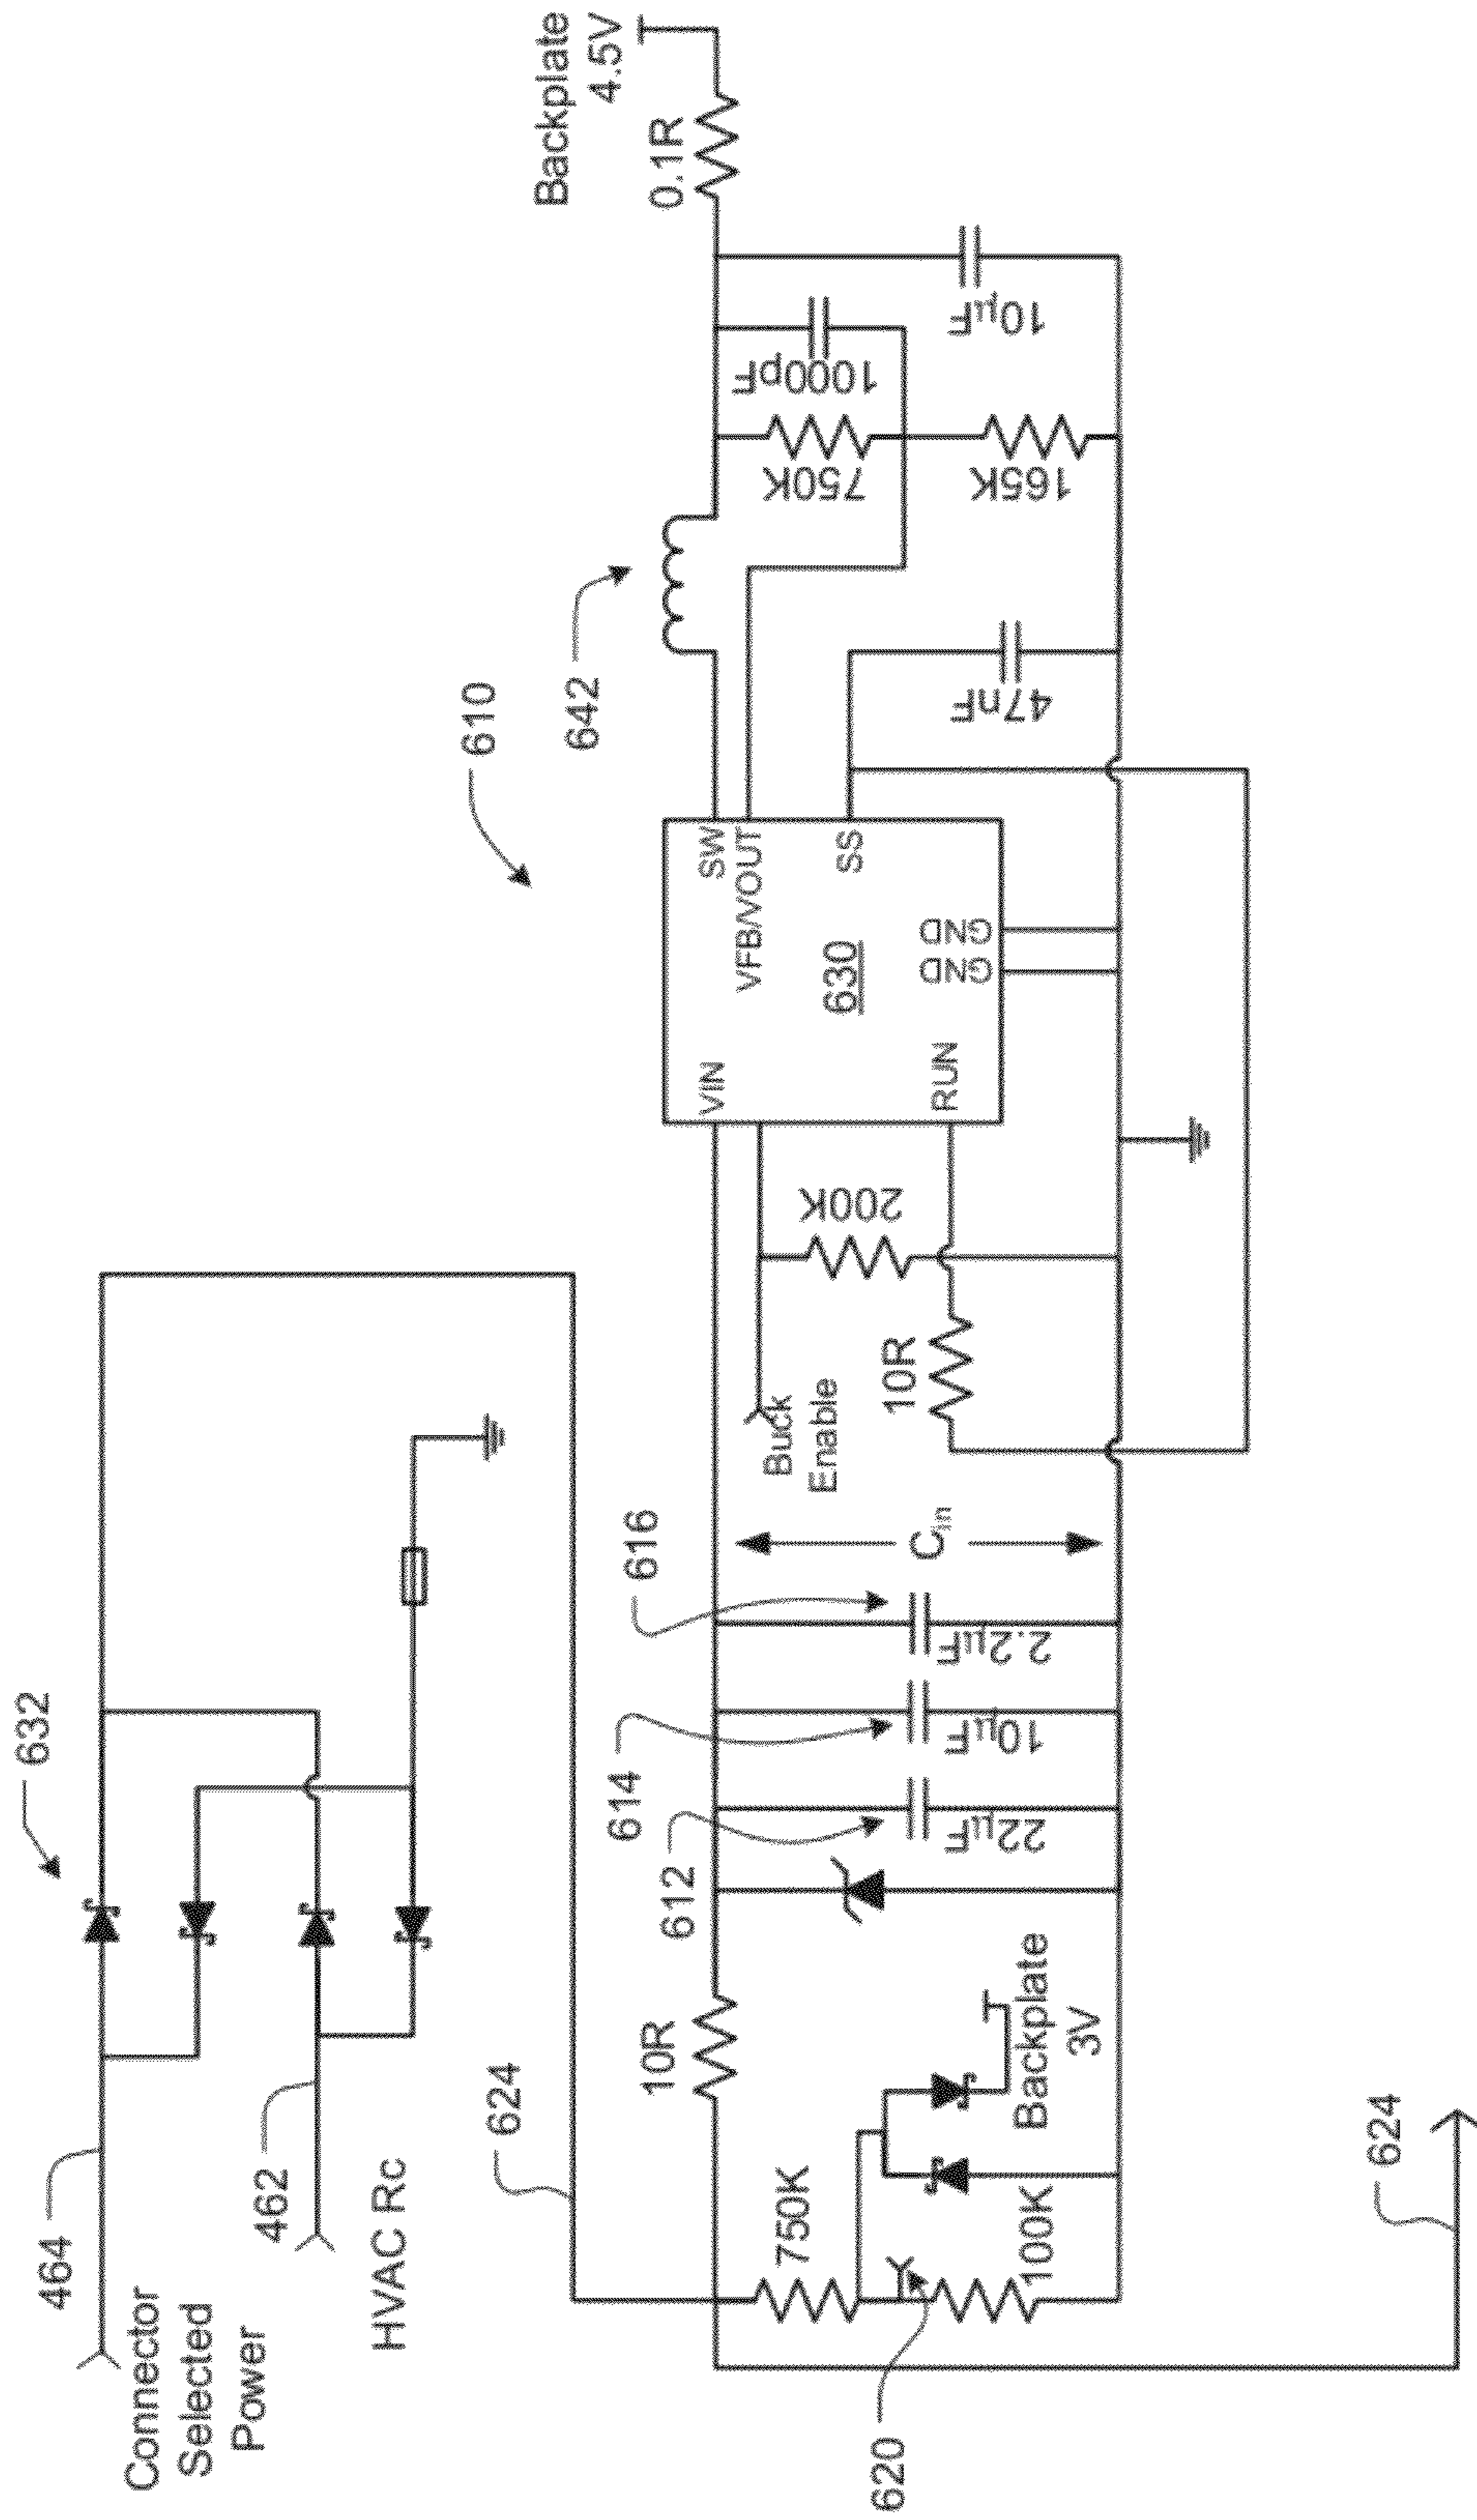 464
Connector
Selected
Power
462
HVAC Rc
632
624
610
642
Backplate
4.5V
0.1R
620
750K
100K
Backplate
3V
10R
612
22µF
614
10µF
616
2.2µF
Cin
Buck
Enable
10R
200K
VIN
RUN
630
SW
VFB/VOUT
SS
GND
GND
47nF
750K
165K
1000pF
10µF
624